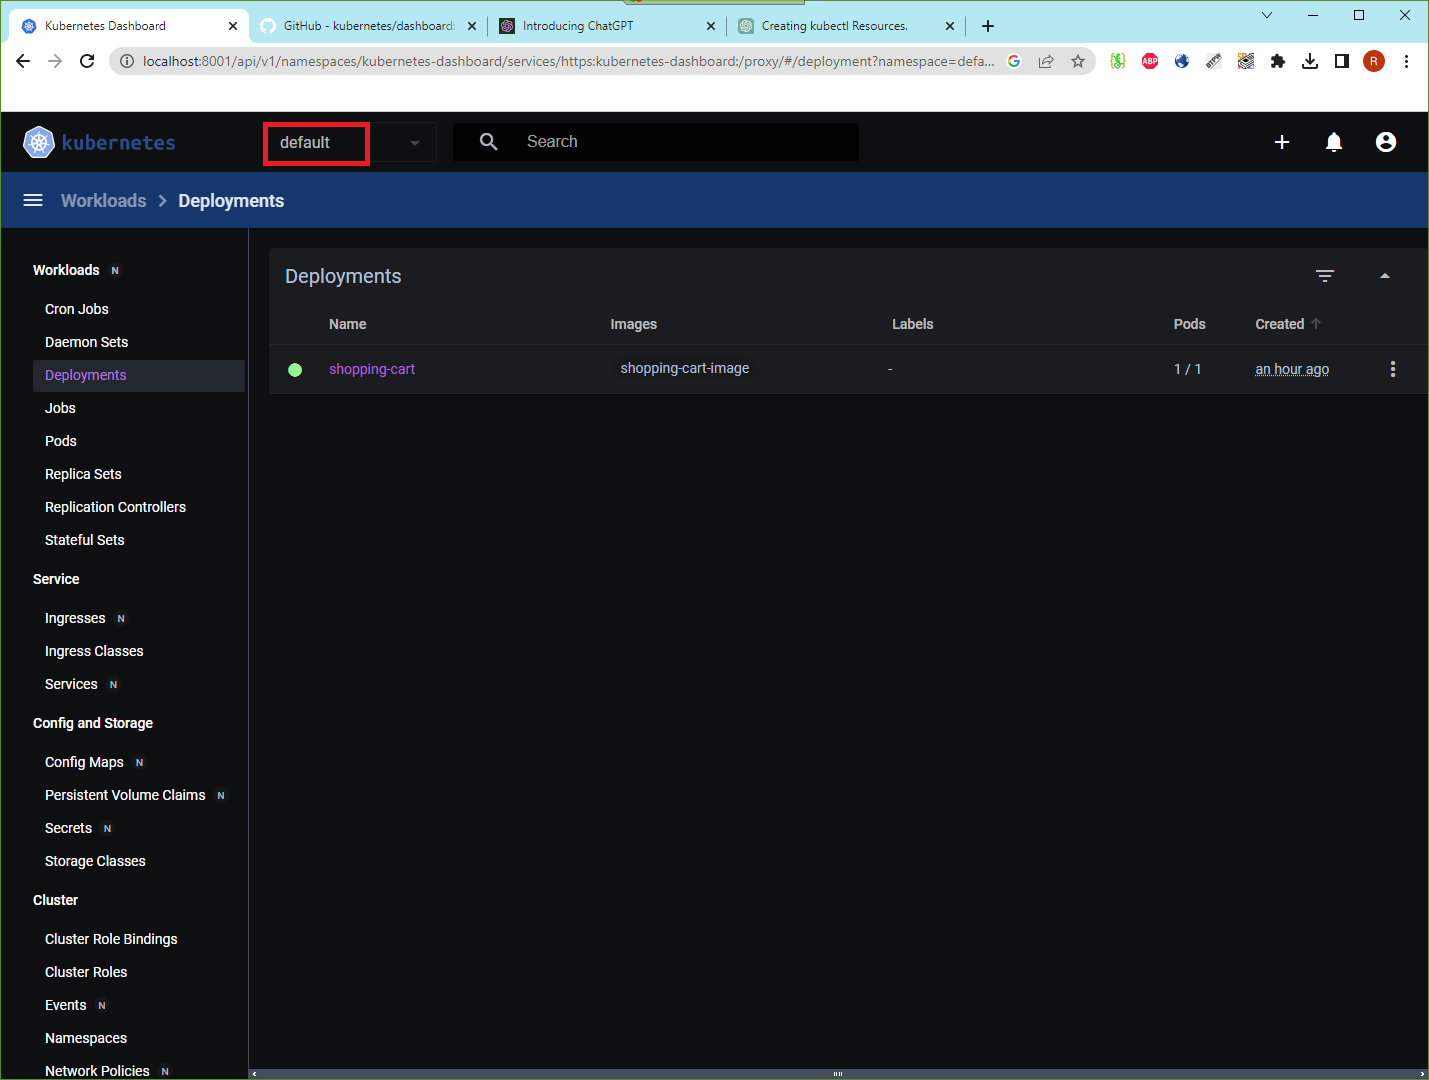 Kubernetes Dashboard
GitHub - kubernetes/dashboard:
Introducing ChatGPT
Creating kubectl Resources.
localhost:8001/api/v1/namespaces/kubernetes-dashboard/services/https:kubernetes-dashboard:/proxy/#/deployment?namespace=defa...
ABP
R
kubernetes
default
Search
Workloads > Deployments
Workloads N
Cron Jobs
Daemon Sets
Deployments
Jobs
Pods
Replica Sets
Replication Controllers
Stateful Sets
Service
Ingresses N
Ingress Classes
Services N
Config and Storage
Config Maps N
Persistent Volume Claims N
Secrets N
Storage Classes
Cluster
Cluster Role Bindings
Cluster Roles
Events N
Namespaces
Network Policies N
Deployments
Name Images Labels Pods Created
shopping-cart shopping-cart-image - 1 / 1 an hour ago